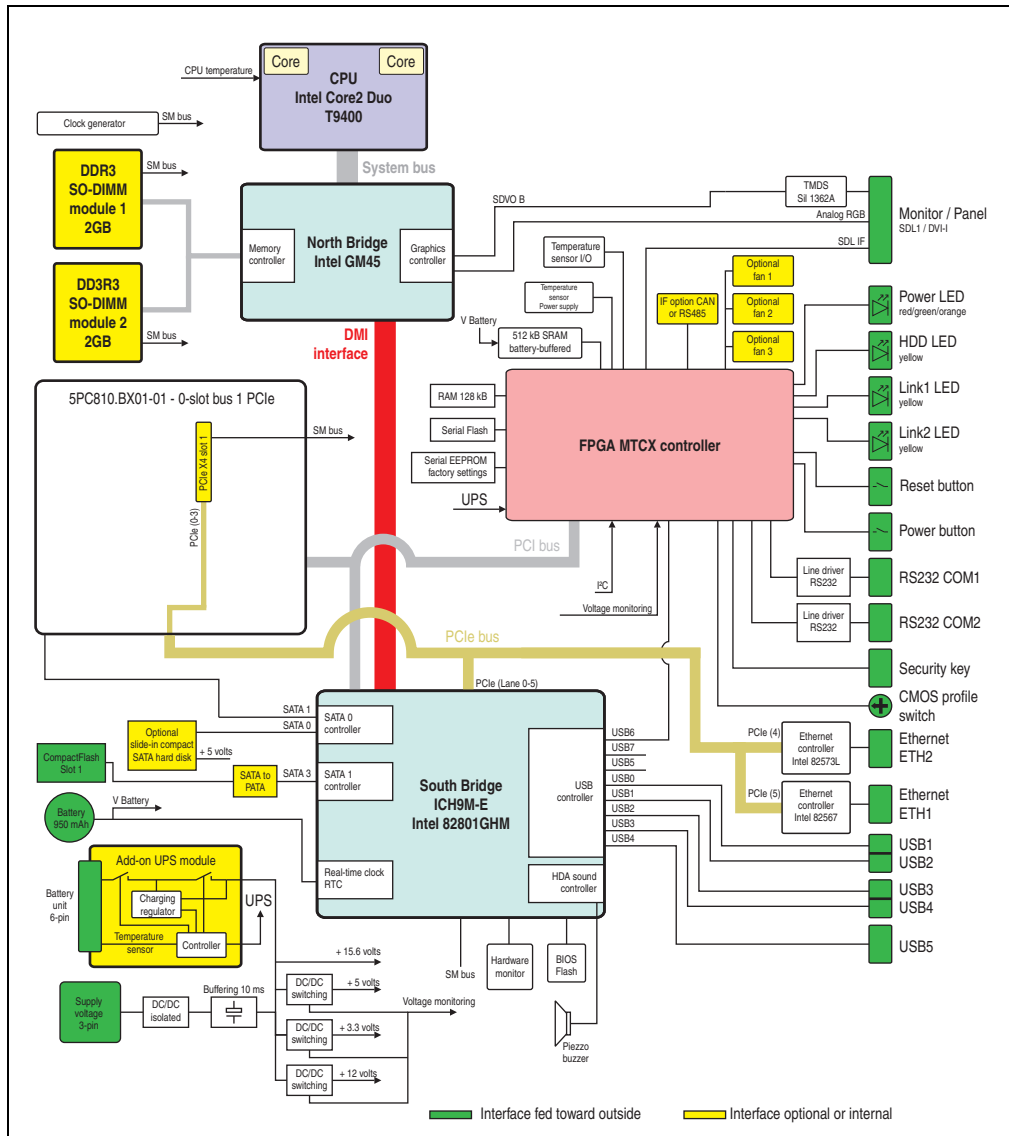 Core
Core
CPU
Intel Core2 Duo
T9400
CPU temperature
Clock generator
SM bus
System bus
DDR3
SO-DIMM
module 1
2GB
SM bus
DD3R3
SO-DIMM
module 2
2GB
SM bus
Memory
controller
North Bridge
Intel GM45
Graphics
controller
DMI
interface
SDVO B
TMDS
Sil 1362A
Analog RGB
SDL IF
Monitor / Panel
SDL1 / DVI-I
Temperature
sensor I/O
Temperature
sensor
Power supply
V Battery
512 kB SRAM
battery-buffered
IF option CAN
or RS485
Optional
fan 1
Optional
fan 2
Optional
fan 3
Power LED
red/green/orange
HDD LED
yellow
Link1 LED
yellow
Link2 LED
yellow
Reset button
Power button
RAM 128 kB
Serial Flash
Serial EEPROM
factory settings
UPS
FPGA MTCX controller
5PC810.BX01-01 - 0-slot bus 1 PCIe
PCIe X4 slot 1
SM bus
PCIe (0-3)
PCI bus
I²C
Voltage monitoring
Line driver
RS232
RS232 COM1
Line driver
RS232
RS232 COM2
Security key
CMOS profile
switch
PCIe bus
PCIe (Lane 0-5)
PCIe (4)
Ethernet
controller
Intel 82573L
Ethernet
ETH2
PCIe (5)
Ethernet
controller
Intel 82567
Ethernet
ETH1
SATA 1
SATA 0
SATA 0
controller
Optional
slide-in compact
SATA hard disk
+ 5 volts
CompactFlash
Slot 1
SATA to
PATA
SATA 3
SATA 1
controller
Battery
950 mAh
V Battery
Real-time clock
RTC
South Bridge
ICH9M-E
Intel 82801GHM
USB
controller
HDA sound
controller
USB6
USB7
USB5
USB0
USB1
USB2
USB3
USB4
USB1
USB2
USB3
USB4
USB5
Add-on UPS module
Battery
unit
6-pin
Charging
regulator
UPS
Temperature
sensor
Controller
SM bus
Hardware
monitor
BIOS
Flash
Piezzo
buzzer
Supply
voltage
3-pin
DC/DC
isolated
Buffering 10 ms
+ 15.6 volts
DC/DC
switching
+ 5 volts
Voltage monitoring
DC/DC
switching
+ 3.3 volts
DC/DC
switching
+ 12 volts
Interface fed toward outside
Interface optional or internal